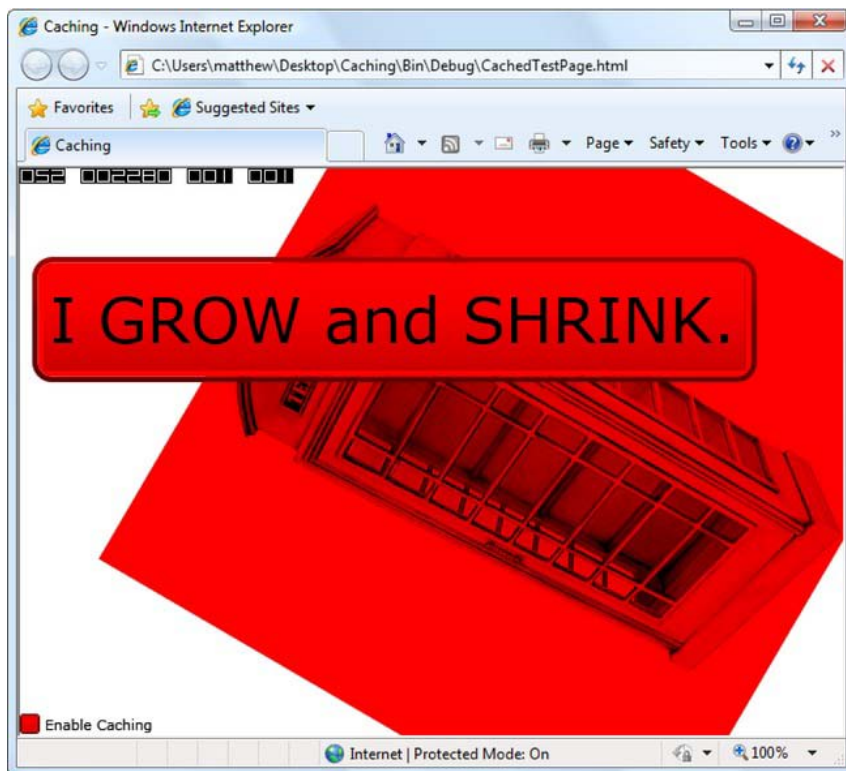 Caching - Windows Internet Explorer
C:\Users\matthew\Desktop\Caching\Bin\Debug\CachedTestPage.html
Favorites Suggested Sites
Caching Page Safety Tools
052 002280 001 001
I GROW and SHRINK.
TE
Enable Caching
Internet | Protected Mode: On 100%